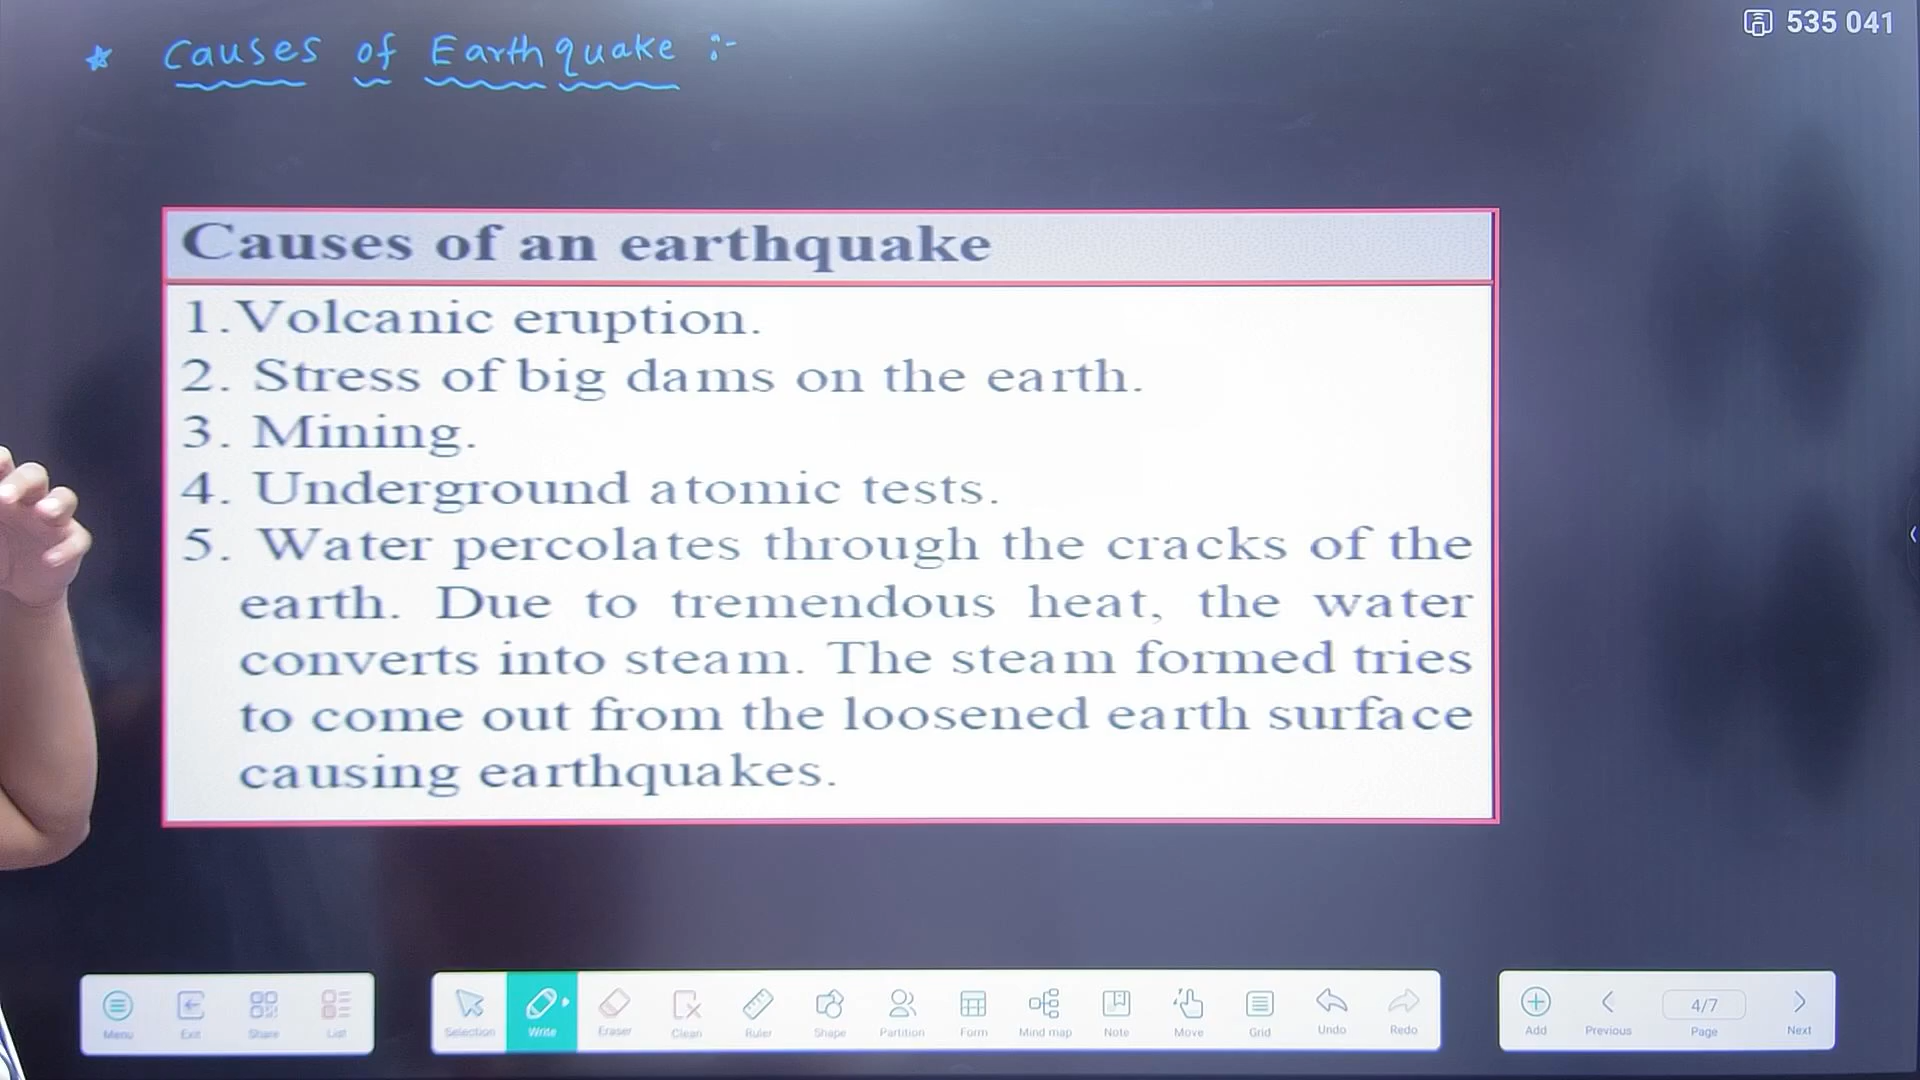 535 041
* Causes of Earthquake :-
Causes of an earthquake
1. Volcanic eruption.
2. Stress of big dams on the earth.
3. Mining.
4. Underground atomic tests.
5. Water percolates through the cracks of the
earth. Due to tremendous heat, the water
converts into steam. The steam formed tries
to come out from the loosened earth surface
causing earthquakes.
Menu Exit Share List Selection Write Eraser Clean Ruler Shape Partition Form Mind map Note Move Grid Undo Redo Add Previous 4/7 Page Next